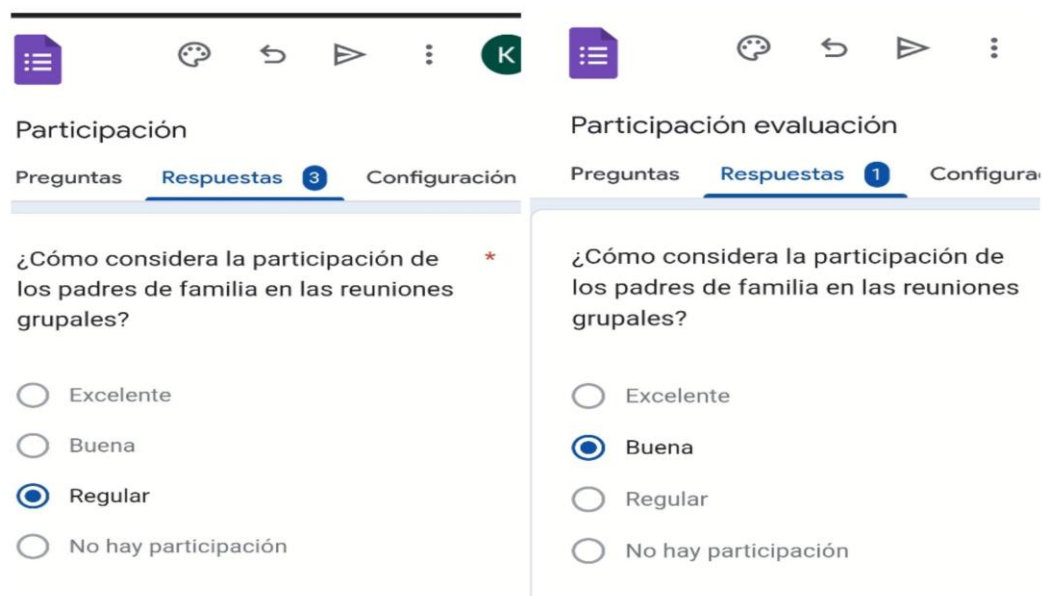 K
Participación
Preguntas Respuestas 3 Configuración
¿Cómo considera la participación de *
los padres de familia en las reuniones
grupales?
Excelente
Buena
Regular
No hay participación
Participación evaluación
Preguntas Respuestas 1 Configura
¿Cómo considera la participación de
los padres de familia en las reuniones
grupales?
Excelente
Buena
Regular
No hay participación